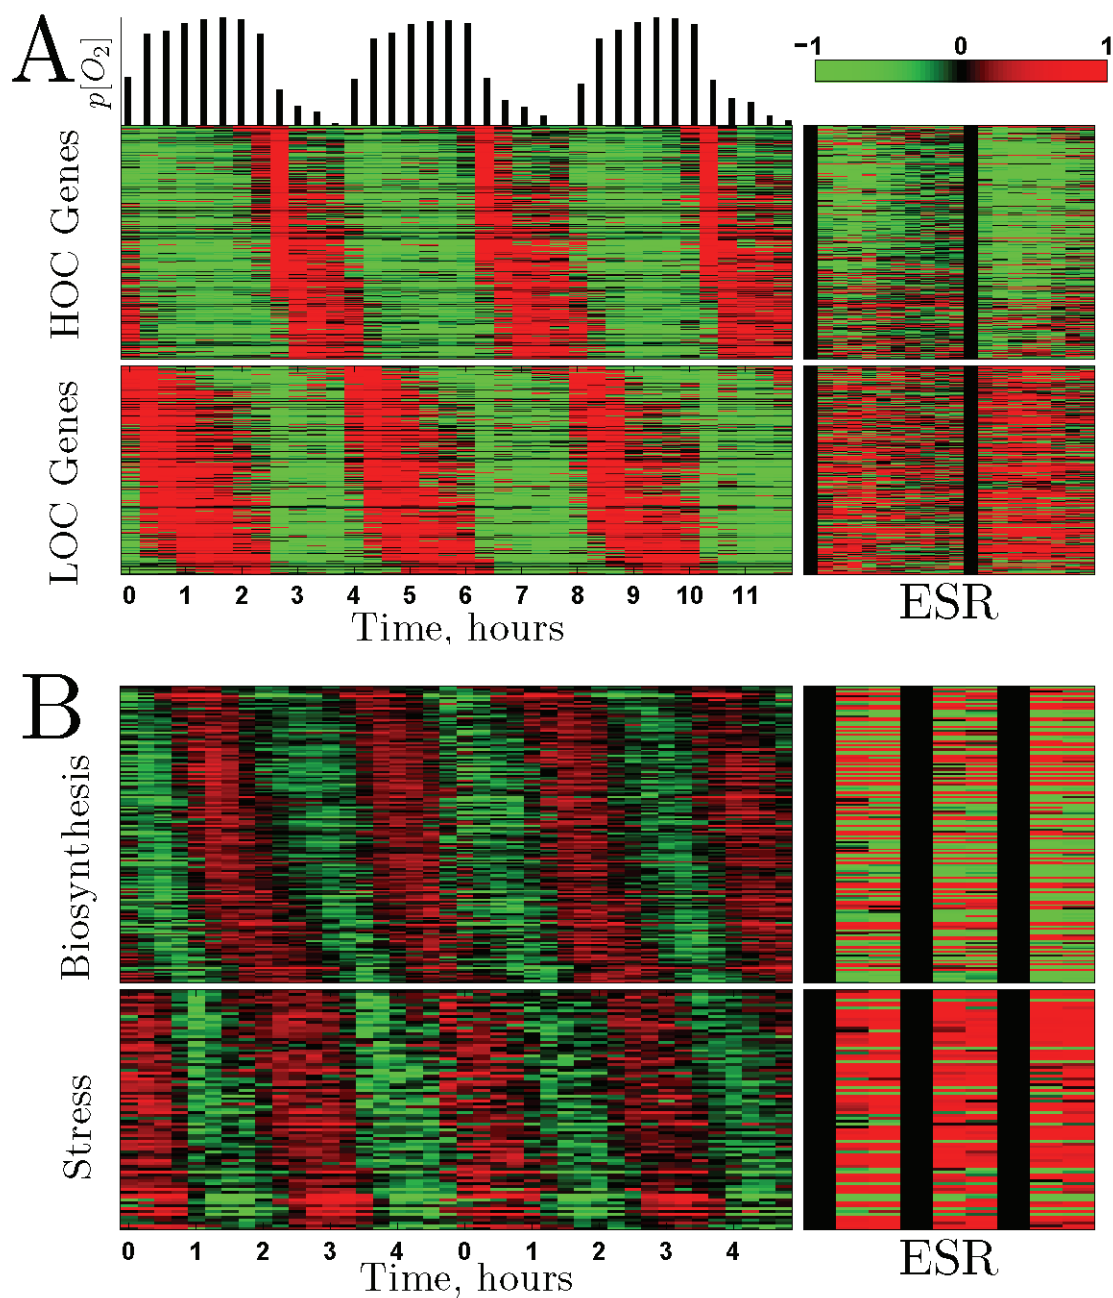 A
p[O₂]
−1 0 1
HOC Genes
LOC Genes
0 1 2 3 4 5 6 7 8 9 10 11
Time, hours
ESR
B
Biosynthesis
Stress
0 1 2 3 4 0 1 2 3 4
Time, hours
ESR